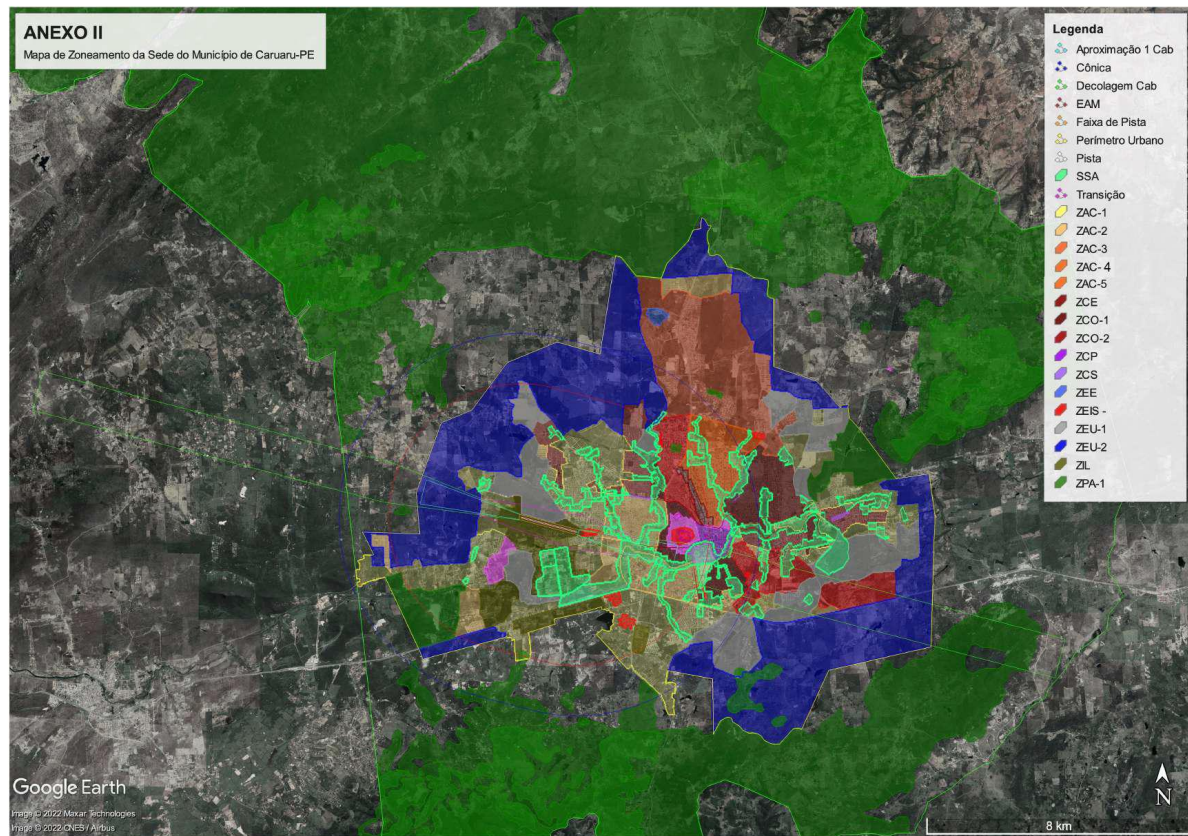 ANEXO II
Mapa de Zoneamento da Sede do Município de Caruaru-PE
Legenda
Aproximação 1 Cab
Cônica
Decolagem Cab
EAM
Faixa de Pista
Perímetro Urbano
Pista
SSA
Transição
ZAC-1
ZAC-2
ZAC-3
ZAC- 4
ZAC-5
ZCE
ZCO-1
ZCO-2
ZCP
ZCS
ZEE
ZEIS -
ZEU-1
ZEU-2
ZIL
ZPA-1
Google Earth
Image © 2022 Maxar Technologies
Image © 2022 CNES / Airbus
N
8 km